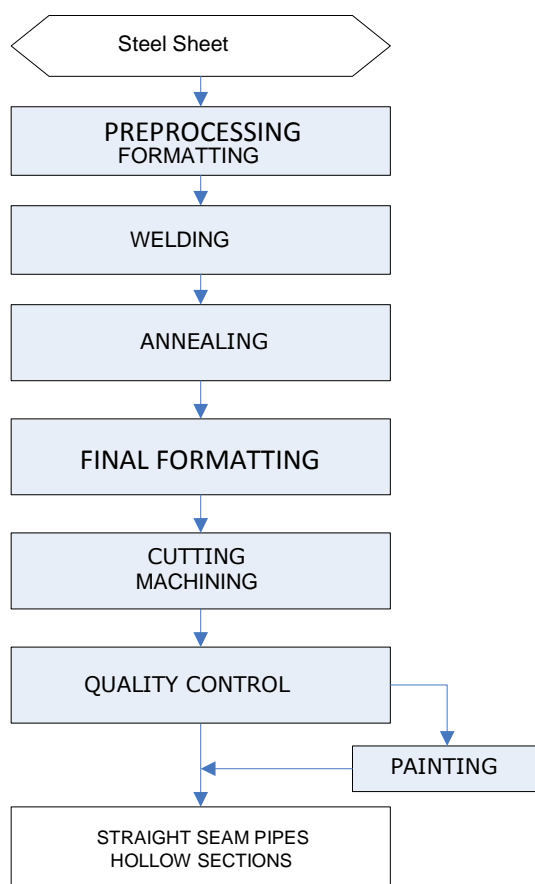 Steel Sheet
PREPROCESSING
FORMATTING
WELDING
ANNEALING
FINAL FORMATTING
CUTTING
MACHINING
QUALITY CONTROL
PAINTING
STRAIGHT SEAM PIPES
HOLLOW SECTIONS